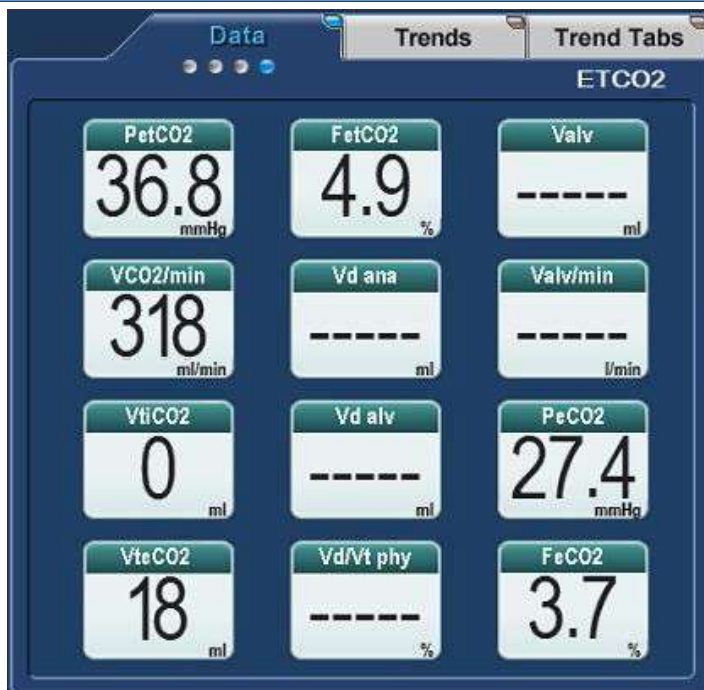 Data Trends Trend Tabs
ETCO2
PetCO2 FetCO2 Valv
36.8 4.9 -----
mmHg % ml
VCO2/min Vd ana Valv/min
318 ----- -----
ml/min ml l/min
VtiCO2 Vd alv PeCO2
0 ----- 27.4
ml ml mmHg
VteCO2 Vd/Vt phy FeCO2
18 ----- 3.7
ml % %